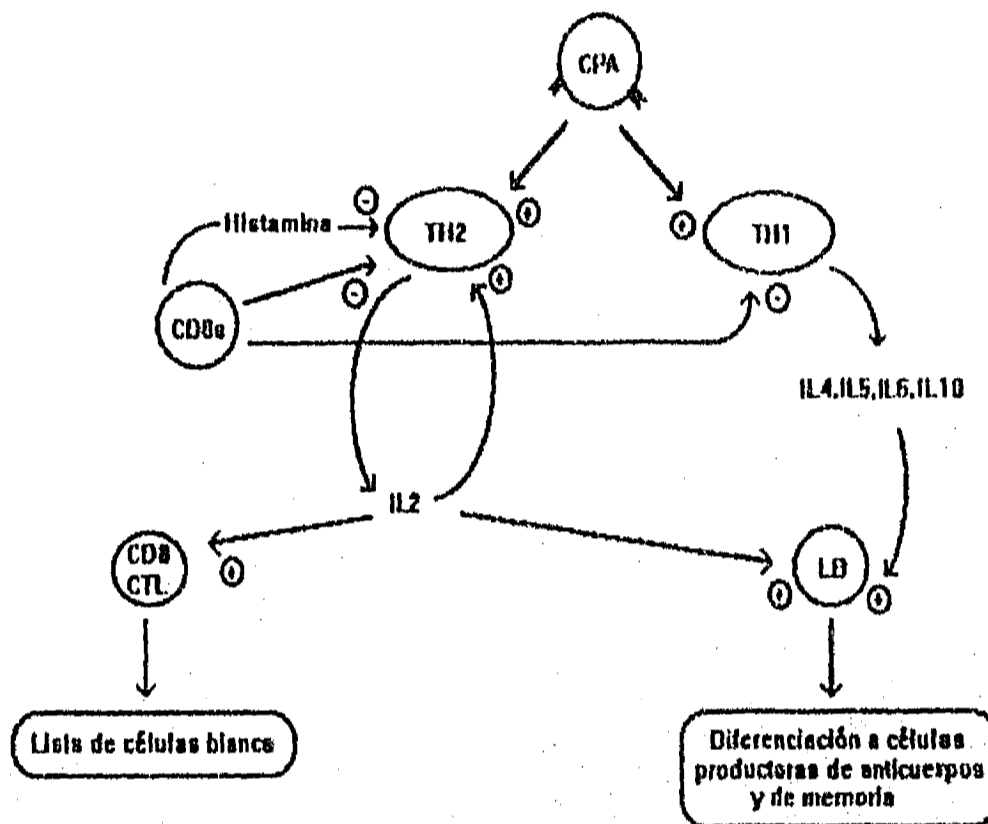 CPA
Histamina
TH2
TH1
CD8s
IL4,IL5,IL6,IL10
IL2
CD8
CTL
LB
Lisis de células blanco
Diferenciación a células
productoras de anticuerpos
y de memoria